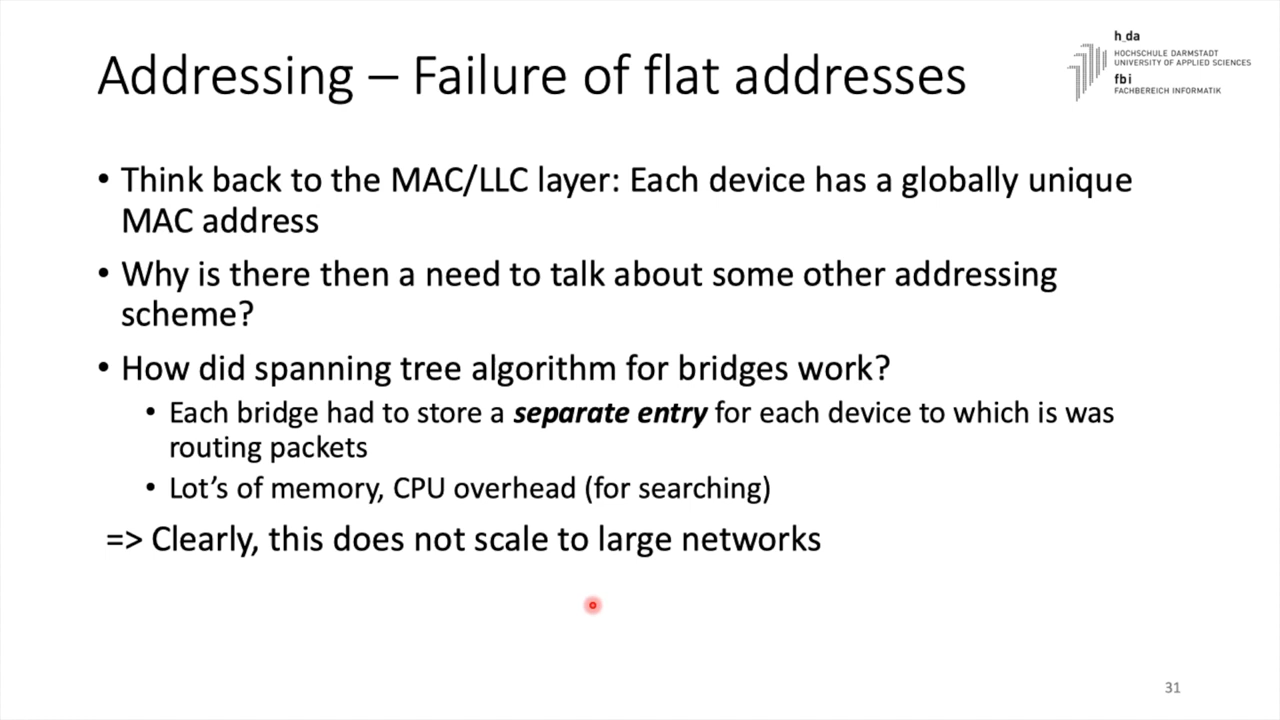 Addressing – Failure of flat addresses
h_da
HOCHSCHULE DARMSTADT
UNIVERSITY OF APPLIED SCIENCES
fbi
FACHBEREICH INFORMATIK
• Think back to the MAC/LLC layer: Each device has a globally unique
MAC address
• Why is there then a need to talk about some other addressing
scheme?
• How did spanning tree algorithm for bridges work?
• Each bridge had to store a separate entry for each device to which is was
routing packets
• Lot's of memory, CPU overhead (for searching)
=> Clearly, this does not scale to large networks
31